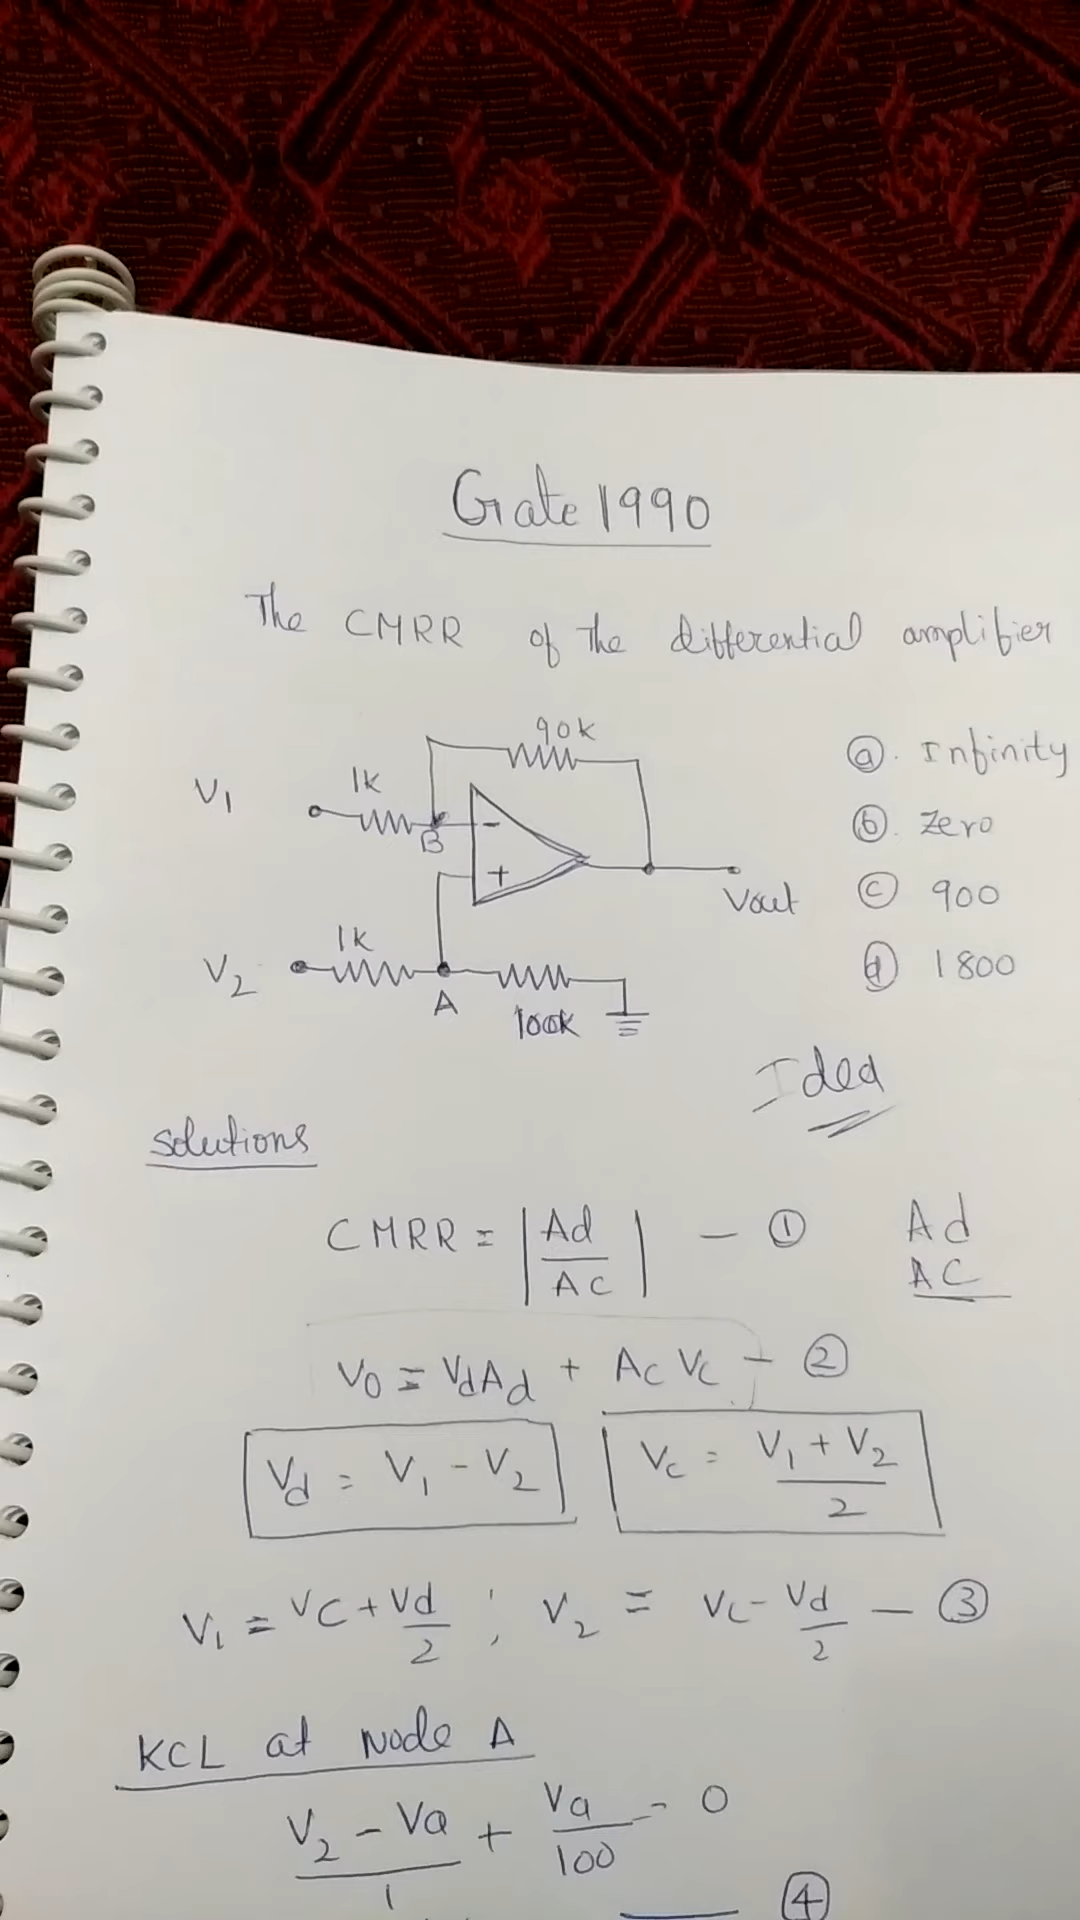 Gate 1990
The CMRR of the differential amplifier
90k
1k
V1
B
-
+
Vout
1k
V2
A
100k
ⓐ. Infinity
ⓑ. Zero
ⓒ 900
ⓓ 1800
Idea
solutions
CMRR = |Ad/Ac| — ①
Ad
AC
V0 = VdAd + Ac Vc — ②
Vd = V1 - V2
Vc = (V1 + V2)/2
V1 = VC + Vd/2 ; V2 = Vc - Vd/2 — ③
KCL at Node A
(V2 - Va)/1 + Va/100 = 0
④